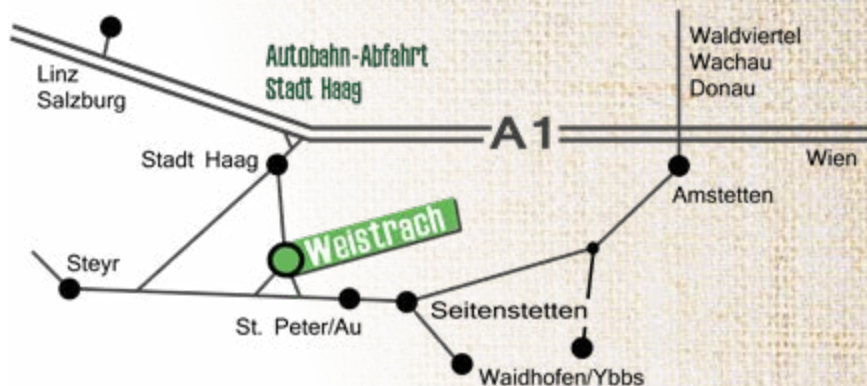 Autobahn-Abfahrt
Stadt Haag
Linz
Salzburg
Waldviertel
Wachau
Donau
A1
Wien
Stadt Haag
Amstetten
Weistrach
Steyr
Seitenstetten
St. Peter/Au
Waidhofen/Ybbs